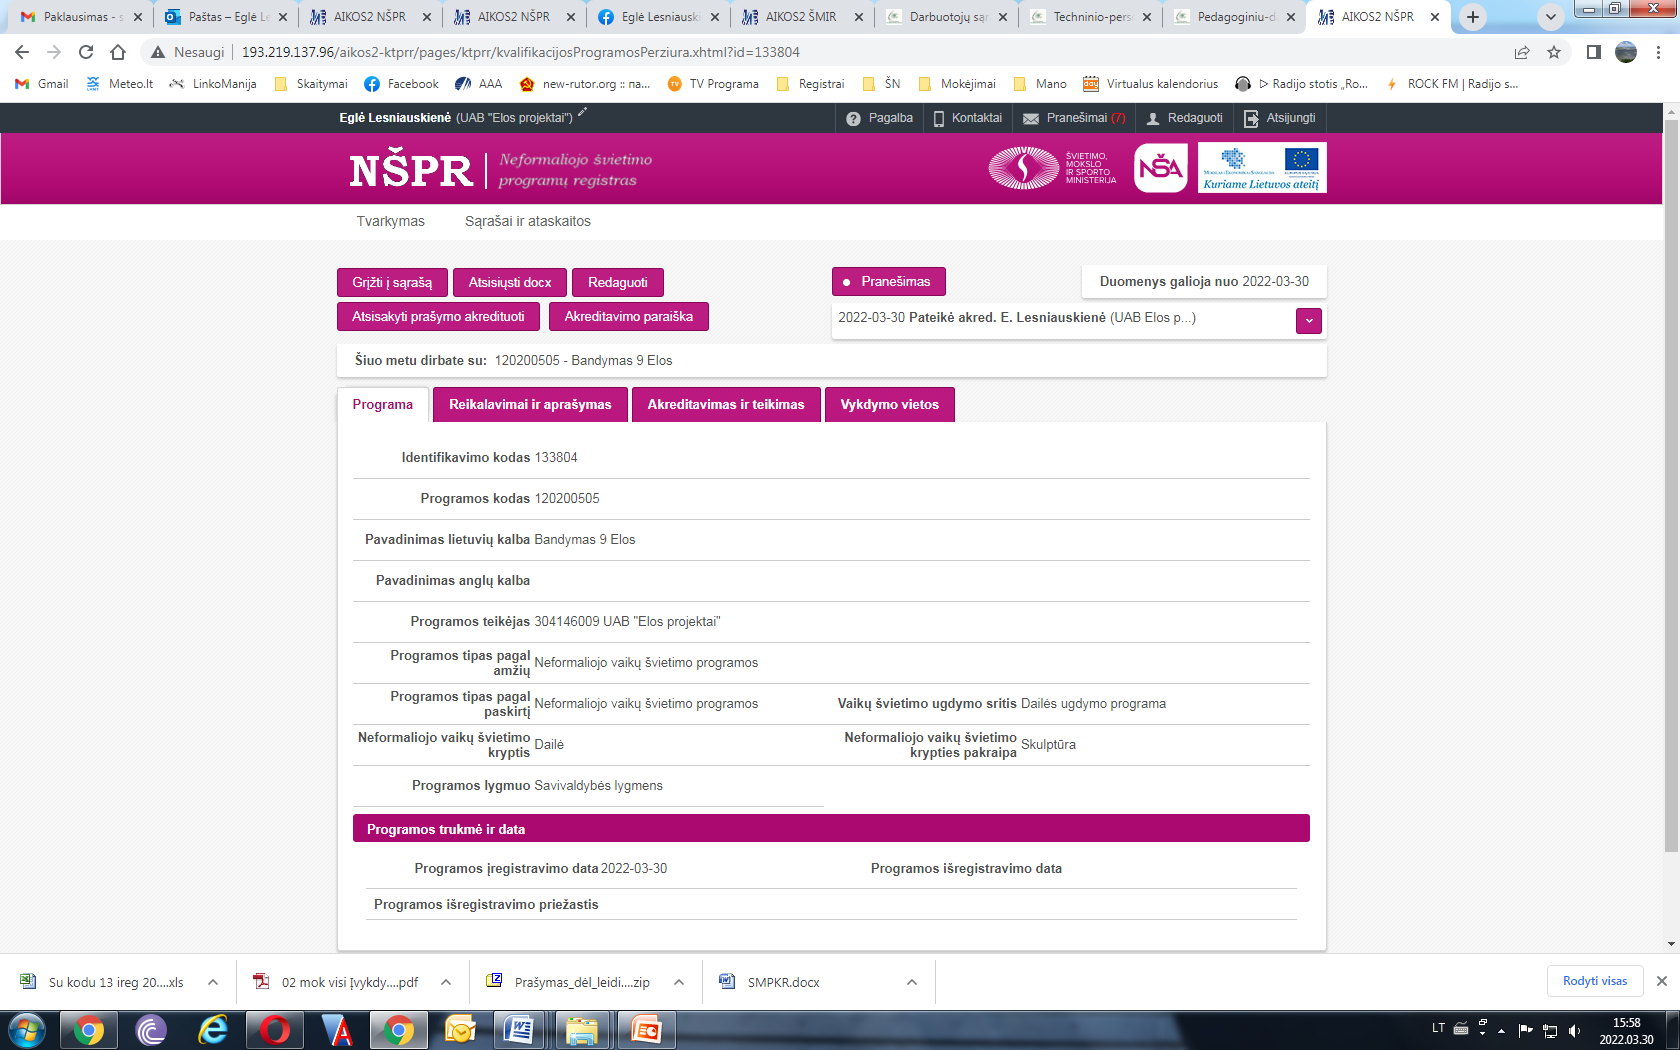 Paklausimas - s
Paštas – Eglė Le
AIKOS2 NŠPR
AIKOS2 NŠPR
Eglė Lesniauski
AIKOS2 ŠMIR
Darbuotojų sąr
Techninio-pers
Pedagoginiu-d
AIKOS2 NŠPR
Nesaugi
193.219.137.96/aikos2-ktprr/pages/ktprr/kvalifikacijosProgramosPerziura.xhtml?id=133804
Gmail
Meteo.lt
LinkoManija
Skaitymai
Facebook
AAA
new-rutor.org :: па...
TV Programa
Registrai
ŠN
Mokėjimai
Mano
Virtualus kalendorius
ᐅ Radijo stotis „Ro...
ROCK FM | Radijo s...
Eglė Lesniauskienė (UAB "Elos projektai")
Pagalba
Kontaktai
Pranešimai (7)
Redaguoti
Atsijungti
NŠPR
Neformaliojo švietimo
programų registras
ŠVIETIMO,
MOKSLO
IR SPORTO
MINISTERIJA
NŠA
Kuriame Lietuvos ateitį
Tvarkymas
Sąrašai ir ataskaitos
Grįžti į sąrašą
Atsisiųsti docx
Redaguoti
Pranešimas
Duomenys galioja nuo 2022-03-30
Atsisakyti prašymo akredituoti
Akreditavimo paraiška
2022-03-30 Pateikė akred. E. Lesniauskienė (UAB Elos p...)
Šiuo metu dirbate su: 120200505 - Bandymas 9 Elos
Programa
Reikalavimai ir aprašymas
Akreditavimas ir teikimas
Vykdymo vietos
Identifikavimo kodas 133804
Programos kodas 120200505
Pavadinimas lietuvių kalba Bandymas 9 Elos
Pavadinimas anglų kalba
Programos teikėjas 304146009 UAB "Elos projektai"
Programos tipas pagal
amžių
Neformaliojo vaikų švietimo programos
Programos tipas pagal
paskirtį
Neformaliojo vaikų švietimo programos
Vaikų švietimo ugdymo sritis Dailės ugdymo programa
Neformaliojo vaikų švietimo
kryptis
Dailė
Neformaliojo vaikų švietimo
krypties pakraipa
Skulptūra
Programos lygmuo Savivaldybės lygmens
Programos trukmė ir data
Programos įregistravimo data 2022-03-30
Programos išregistravimo data
Programos išregistravimo priežastis
Su kodu 13 ireg 20....xls
02 mok visi Įvykdy....pdf
Prašymas_dėl_leidi....zip
SMPKR.docx
Rodyti visas
LT
15:58
2022.03.30